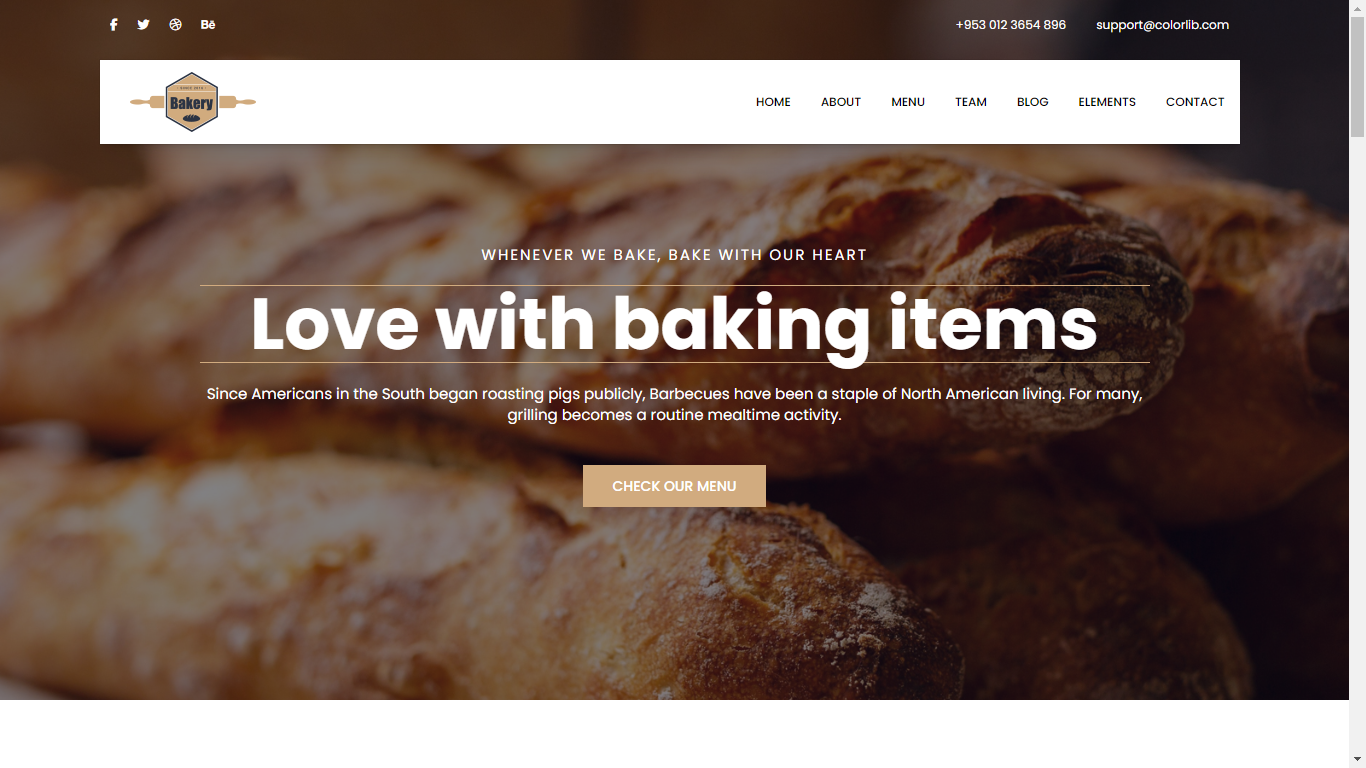 +953 012 3654 896 support@colorlib.com
SINCE 2014
Bakery
HOME ABOUT MENU TEAM BLOG ELEMENTS CONTACT
WHENEVER WE BAKE, BAKE WITH OUR HEART
Love with baking items
Since Americans in the South began roasting pigs publicly, Barbecues have been a staple of North American living. For many,
grilling becomes a routine mealtime activity.
CHECK OUR MENU